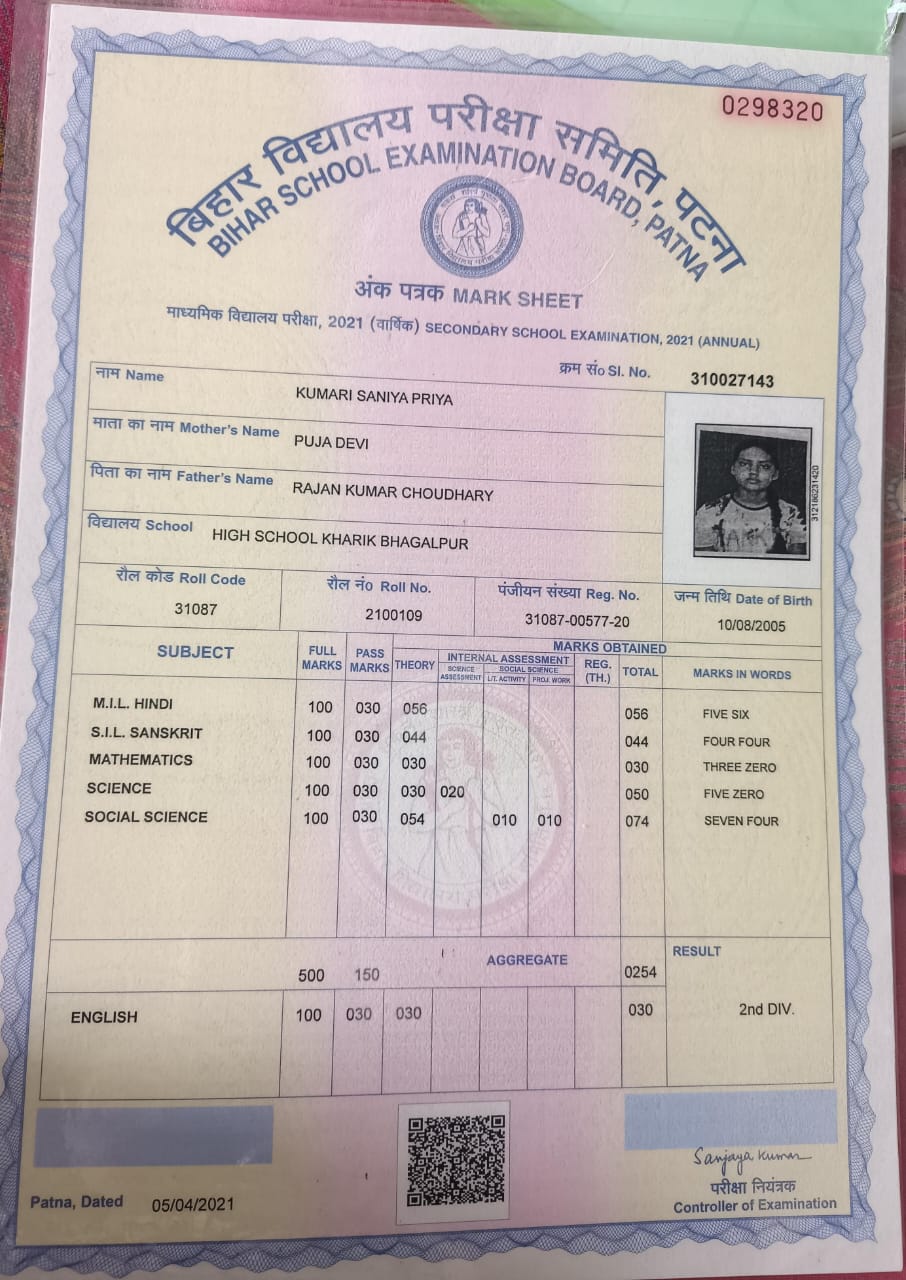 0298320
बिहार विद्यालय परीक्षा समिति, पटना
BIHAR SCHOOL EXAMINATION BOARD, PATNA
अंक पत्रक MARK SHEET
माध्यमिक विद्यालय परीक्षा, 2021 (वार्षिक) SECONDARY SCHOOL EXAMINATION, 2021 (ANNUAL)
क्रम सं० Sl. No. 310027143
नाम Name KUMARI SANIYA PRIYA
माता का नाम Mother's Name PUJA DEVI
पिता का नाम Father's Name RAJAN KUMAR CHOUDHARY
विद्यालय School HIGH SCHOOL KHARIK BHAGALPUR
312186231420
रौल कोड Roll Code रौल नं० Roll No. पंजीयन संख्या Reg. No. जन्म तिथि Date of Birth
31087 2100109 31087-00577-20 10/08/2005
SUBJECT FULL MARKS PASS MARKS MARKS OBTAINED
THEORY INTERNAL ASSESSMENT REG. (TH.) TOTAL MARKS IN WORDS
SCIENCE ASSESSMENT SOCIAL SCIENCE
LIT. ACTIVITY PROJ. WORK
M.I.L. HINDI 100 030 056 056 FIVE SIX
S.I.L. SANSKRIT 100 030 044 044 FOUR FOUR
MATHEMATICS 100 030 030 030 THREE ZERO
SCIENCE 100 030 030 020 050 FIVE ZERO
SOCIAL SCIENCE 100 030 054 010 010 074 SEVEN FOUR
500 150 AGGREGATE 0254 RESULT
ENGLISH 100 030 030 030 2nd DIV.
Sanjaya Kumar
परीक्षा नियंत्रक
Patna, Dated 05/04/2021 Controller of Examination